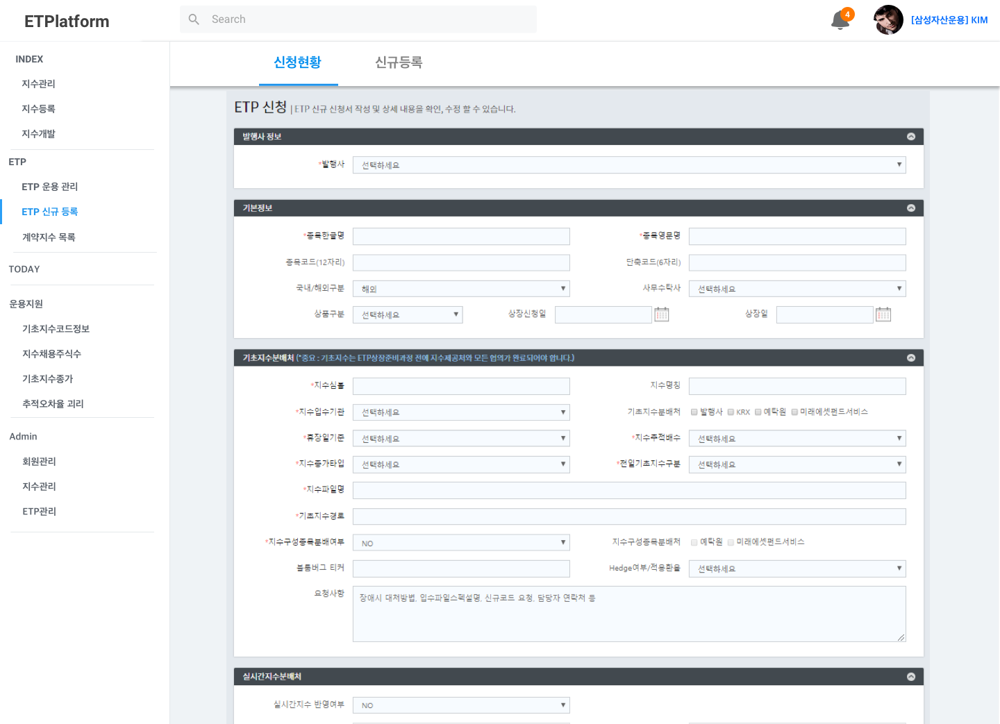 ETPlatform
Search
4
[삼성자산운용] KIM
INDEX
지수관리
지수등록
지수개발
ETP
ETP 운용 관리
ETP 신규 등록
계약지수 목록
TODAY
운용지원
기초지수코드정보
지수채용주식수
기초지수종가
추적오차율 괴리
Admin
회원관리
지수관리
ETP관리
신청현황 신규등록
ETP 신청 | ETP 신규 신청서 작성 및 상세 내용을 확인, 수정 할 수 있습니다.
발행사 정보
*발행사 선택하세요
기본정보
*종목한글명 *종목영문명
종목코드(12자리) 단축코드(6자리)
국내/해외구분 해외 사무수탁사 선택하세요
상품구분 선택하세요 상장신청일 상장일
기초지수분배처 (*중요 : 기초지수는 ETP상장준비과정 전에 지수제공처와 모든 협의가 완료되어야 합니다.)
*지수심볼 지수명칭
*지수입수기관 선택하세요 기초지수분배처 발행사 KRX 예탁원 미래에셋펀드서비스
*휴장일기준 선택하세요 *지수추적배수 선택하세요
*지수종가타입 선택하세요 *전일기초지수구분 선택하세요
*지수파일명
*기초지수경로
*지수구성종목분배여부 NO 지수구성종목분배처 예탁원 미래에셋펀드서비스
블룸버그 티커 Hedge여부/적용환율 선택하세요
요청사항 장애시 대처방법, 입수파일스펙설명, 신규코드 요청, 담당자 연락처 등
실시간지수분배처
실시간지수 반영여부 NO